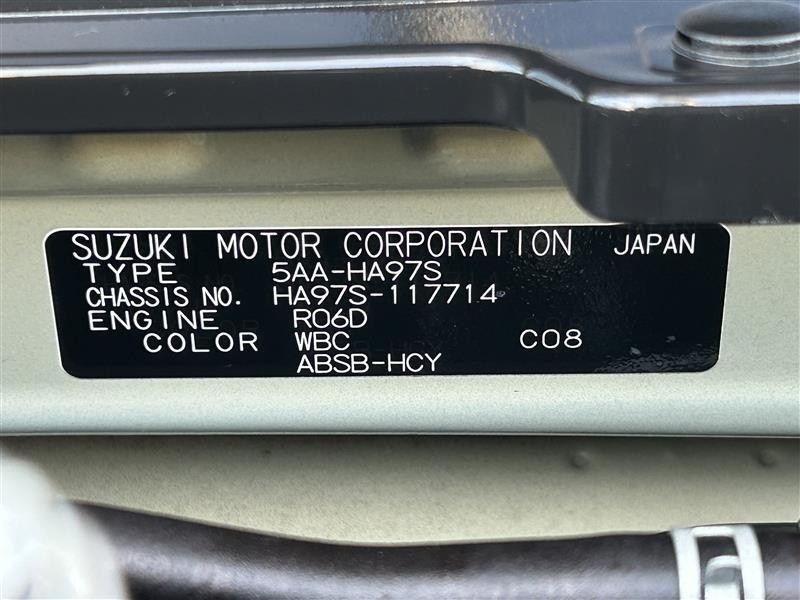 SUZUKI MOTOR CORPORATION JAPAN
TYPE 5AA-HA97S
CHASSIS NO. HA97S-117714
ENGINE R06D
COLOR WBC C08
ABSB-HCY